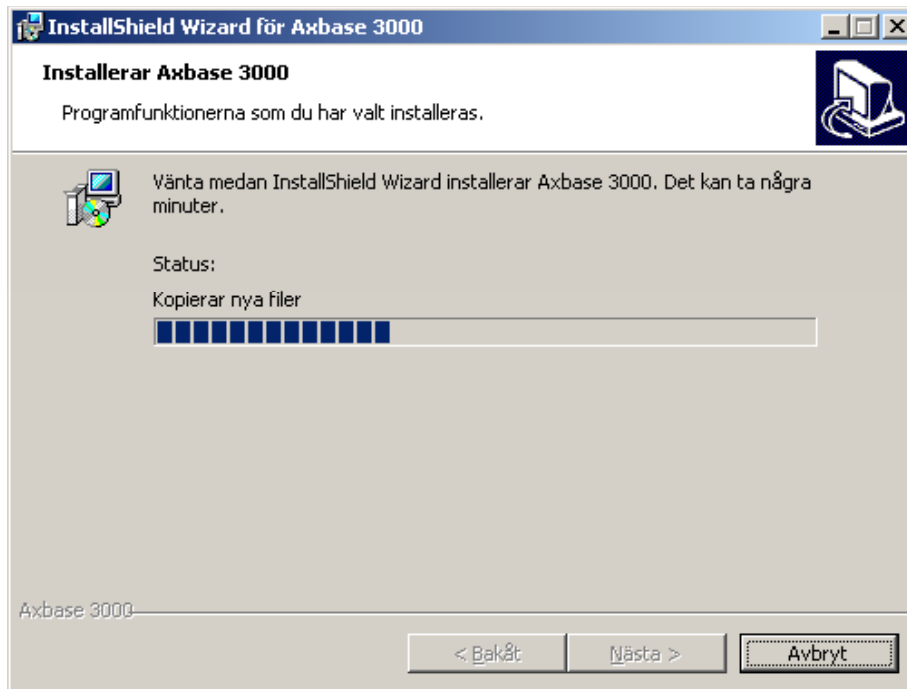 InstallShield Wizard för Axbase 3000
Installerar Axbase 3000
Programfunktionerna som du har valt installeras.
Vänta medan InstallShield Wizard installerar Axbase 3000. Det kan ta några
minuter.
Status:
Kopierar nya filer
Axbase 3000
< Bakåt
Nästa >
Avbryt